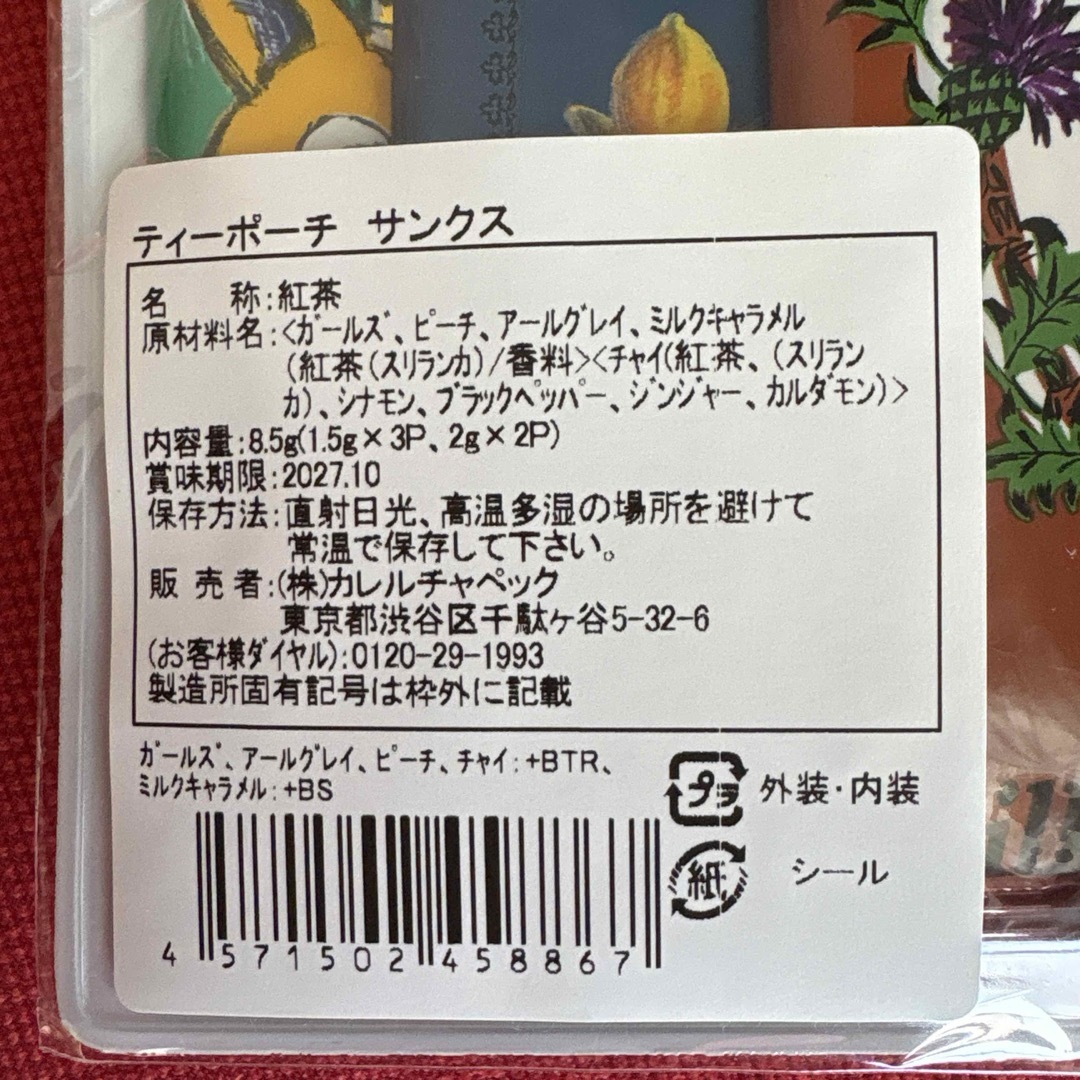 ティーポーチ サンクス
名 称:紅茶
原材料名:<ガールズ、ピーチ、アールグレイ、ミルクキャラメル
(紅茶(スリランカ)/香料><チャイ(紅茶、(スリラン
カ)、シナモン、ブラックペッパー、ジンジャー、カルダモン)>
内容量:8.5g(1.5g×3P、2g×2P)
賞味期限:2027.10
保存方法:直射日光、高温多湿の場所を避けて
常温で保存して下さい。
販売者:(株)カレルチャペック
東京都渋谷区千駄ヶ谷5-32-6
(お客様ダイヤル):0120-29-1993
製造所固有記号は枠外に記載
ガールズ、アールグレイ、ピーチ、チャイ:+BTR、
ミルクキャラメル:+BS
プラ 外装・内装
紙 シール
4 571502 458867